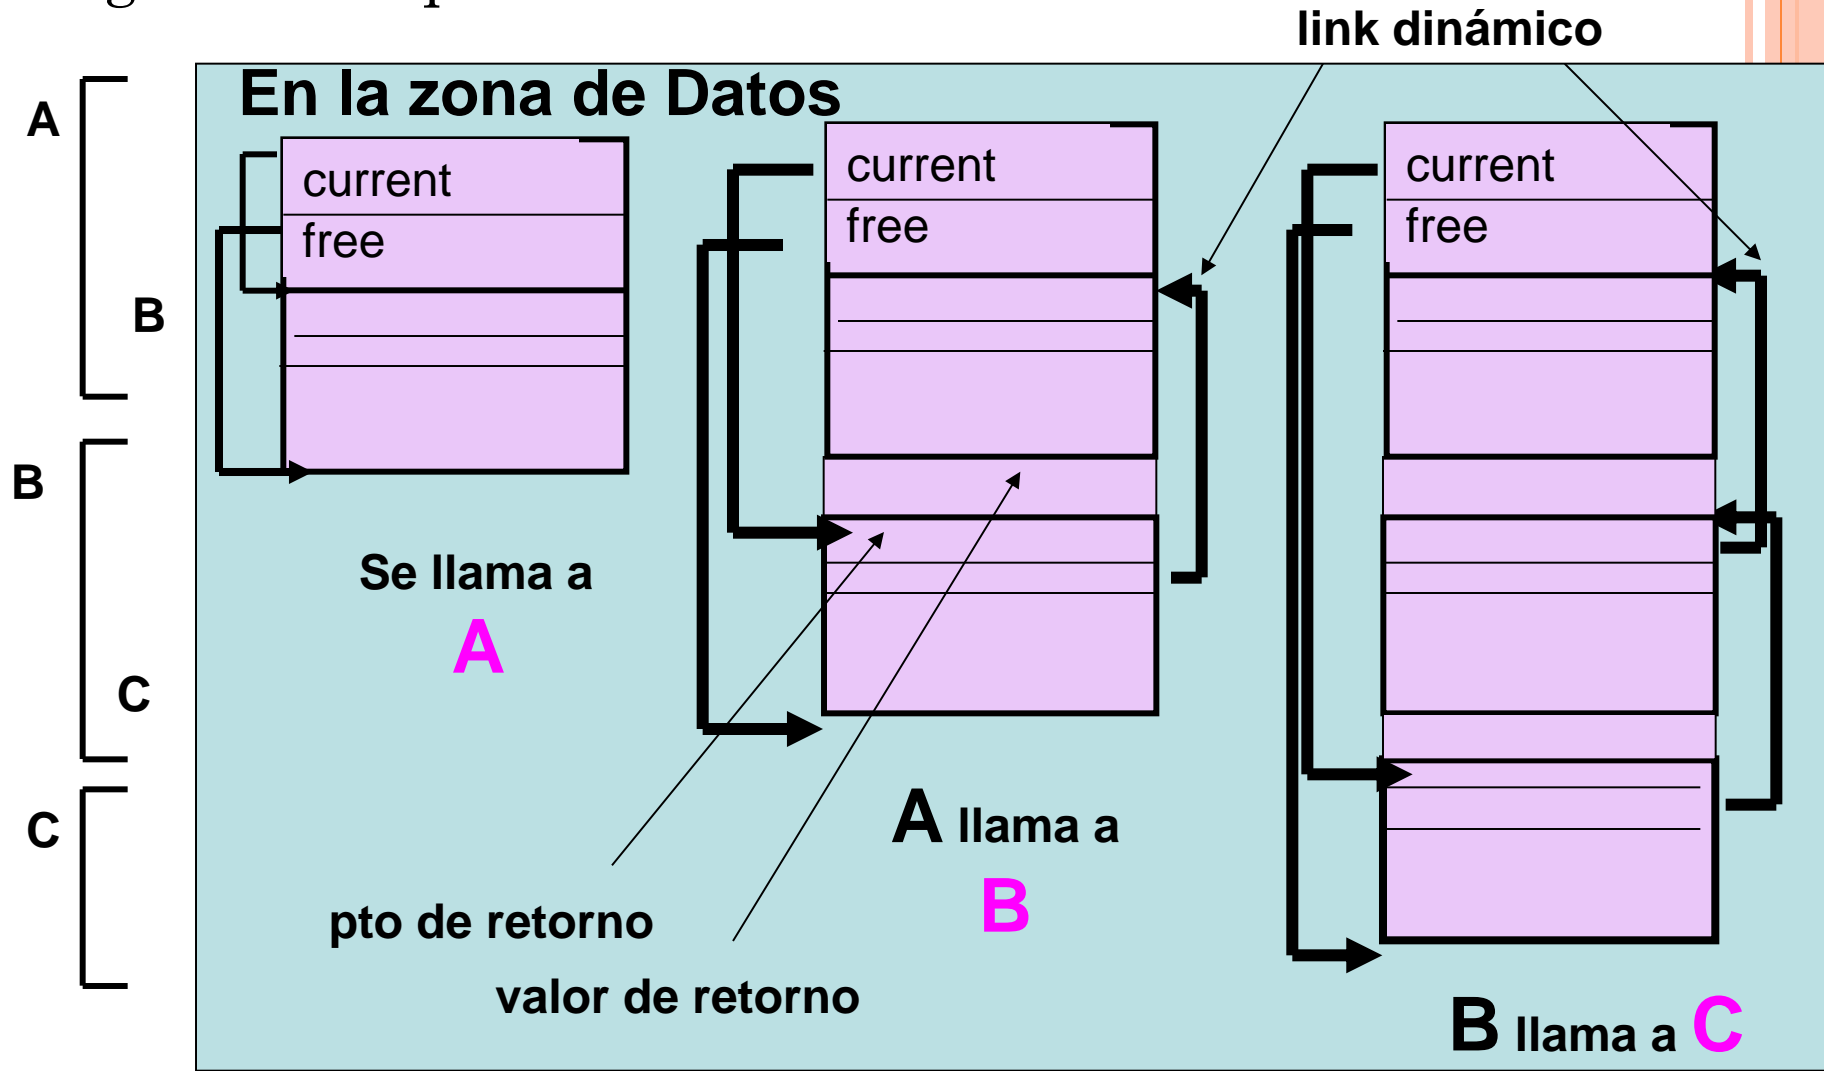 link dinámico
En la zona de Datos
A
B
B
C
C
current
free
current
free
current
free
Se llama a
A
A llama a
B
pto de retorno
valor de retorno
B llama a C